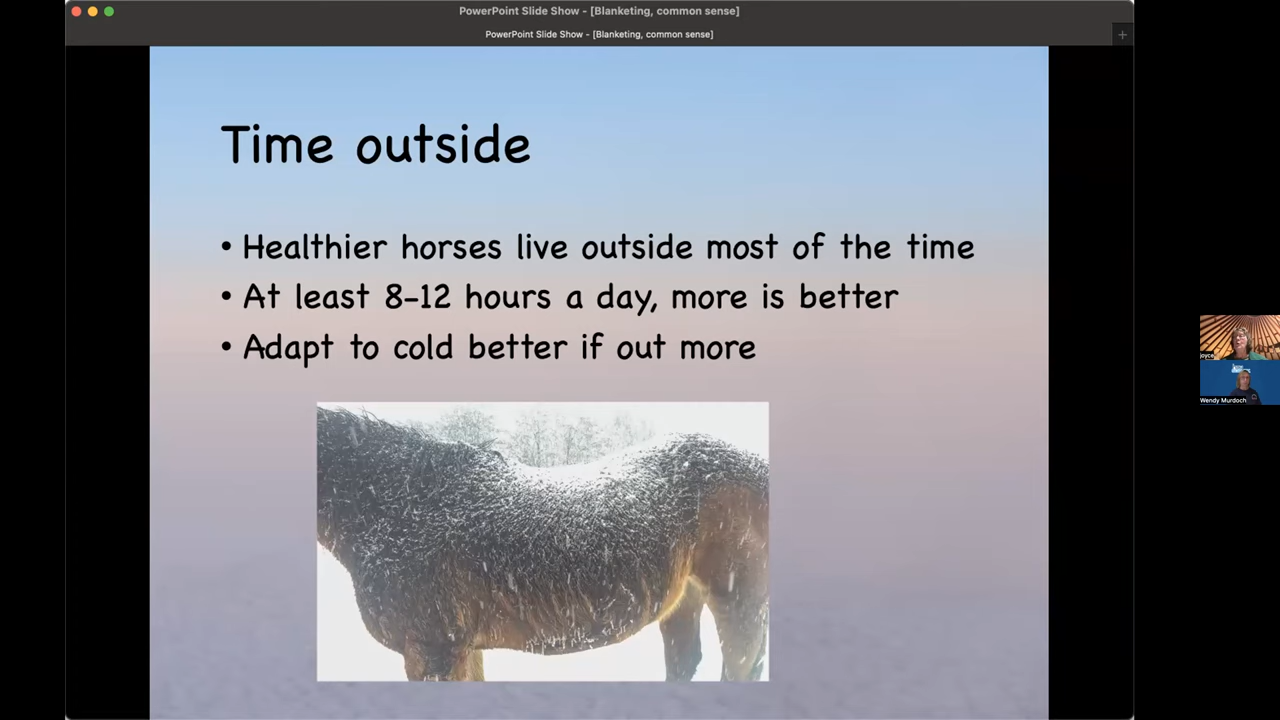 PowerPoint Slide Show - [Blanketing, common sense]
PowerPoint Slide Show - [Blanketing, common sense]
Time outside
• Healthier horses live outside most of the time
• At least 8-12 hours a day, more is better
• Adapt to cold better if out more
joyce
Wendy Murdoch